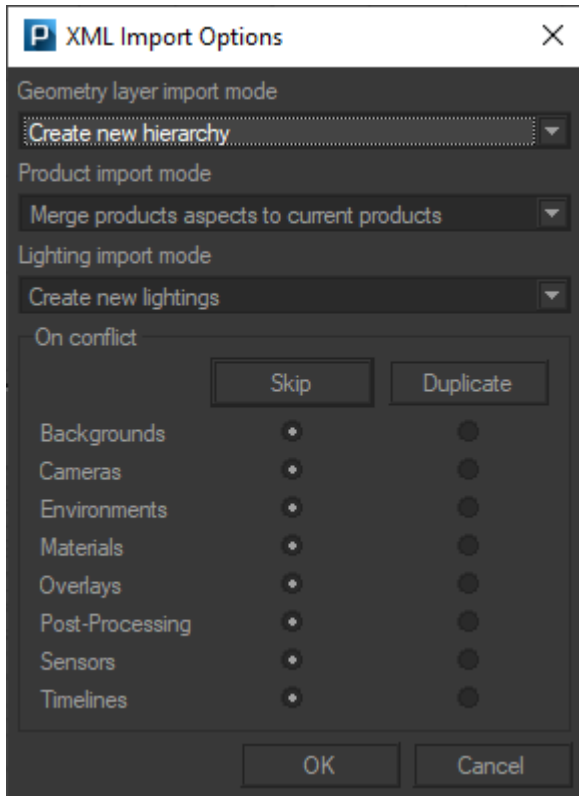 P XML Import Options
Geometry layer import mode
Create new hierarchy
Product import mode
Merge products aspects to current products
Lighting import mode
Create new lightings
On conflict
Skip Duplicate
Backgrounds
Cameras
Environments
Materials
Overlays
Post-Processing
Sensors
Timelines
OK Cancel